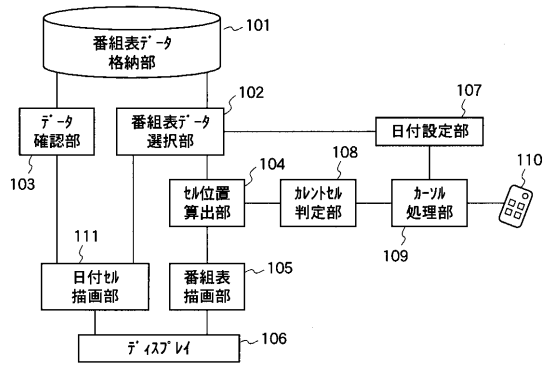 番組表ﾃﾞｰﾀ
格納部
101
ﾃﾞｰﾀ
確認部
103
番組表ﾃﾞｰﾀ
選択部
102
日付設定部
107
ｾﾙ位置
算出部
104
ｶﾚﾝﾄｾﾙ
判定部
108
ｶｰｿﾙ
処理部
109
110
日付ｾﾙ
描画部
111
番組表
描画部
105
ﾃﾞｨｽﾌﾟﾚｲ
106